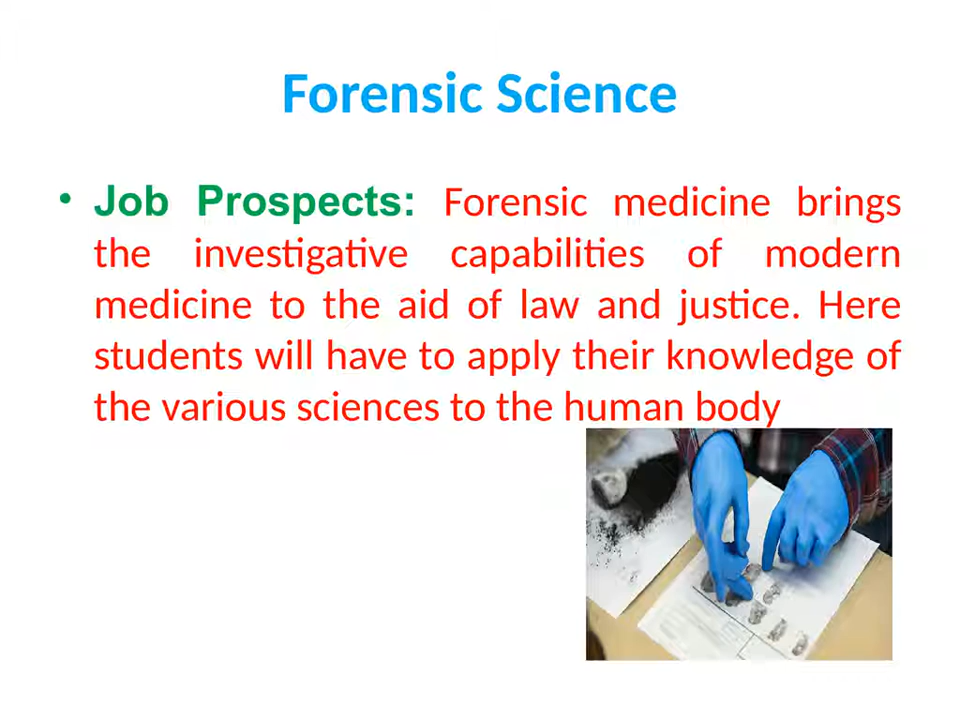 Forensic Science
• Job Prospects: Forensic medicine brings
the investigative capabilities of modern
medicine to the aid of law and justice. Here
students will have to apply their knowledge of
the various sciences to the human body